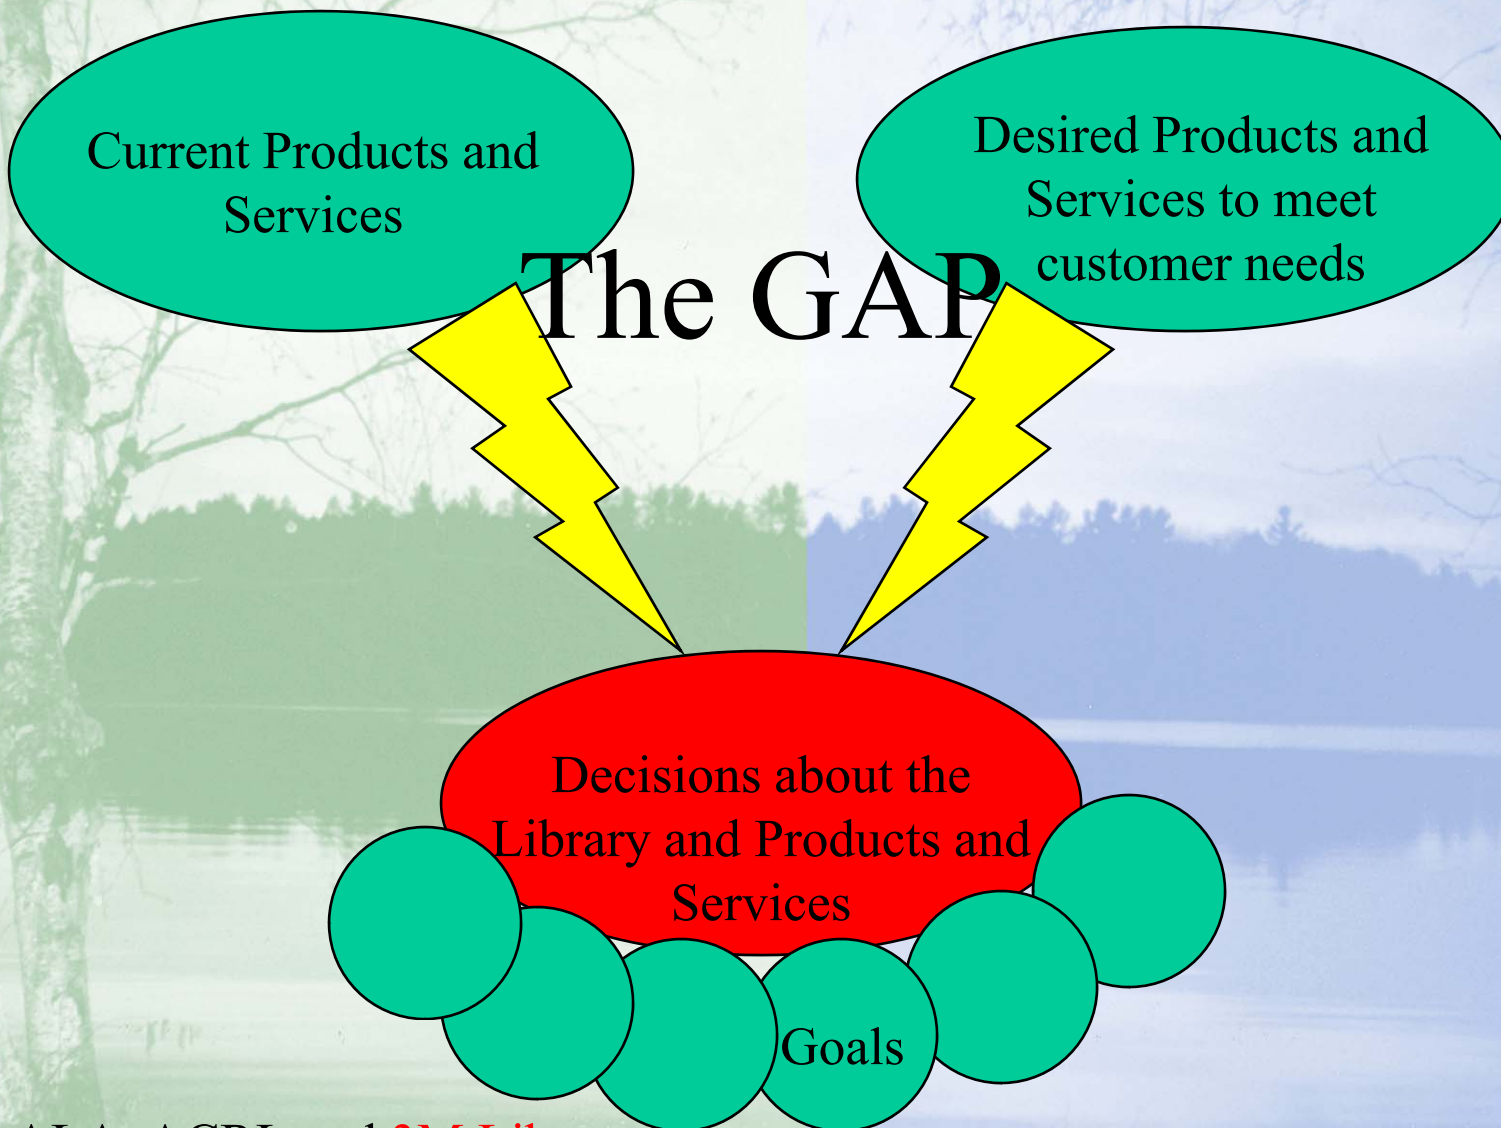 Current Products and
Services
Desired Products and
Services to meet
customer needs
The GAP
Decisions about the
Library and Products and
Services
Goals